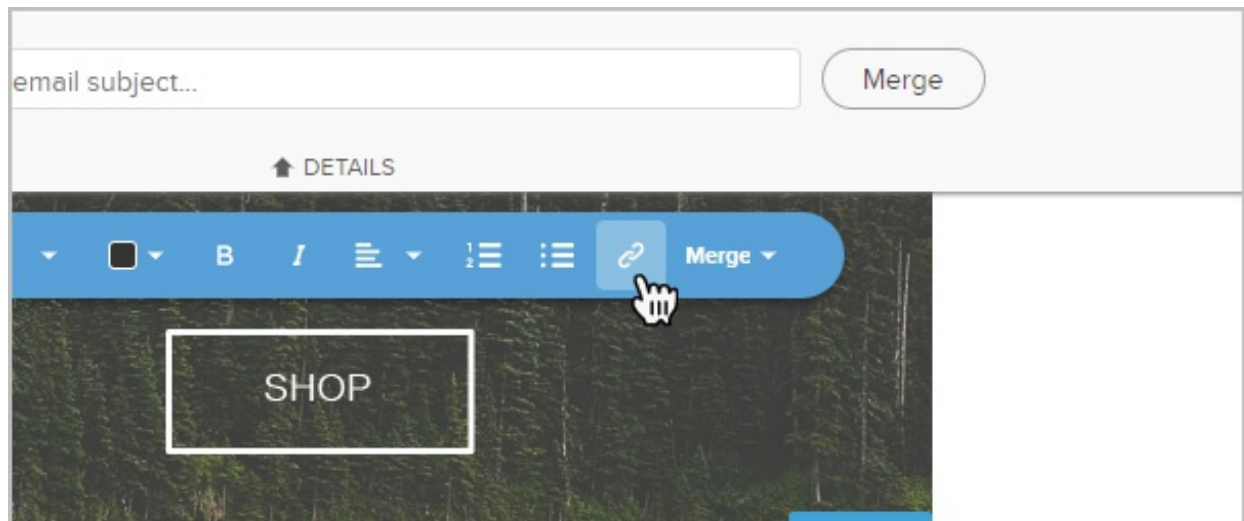 email subject...
Merge
DETAILS
B I Merge
SHOP